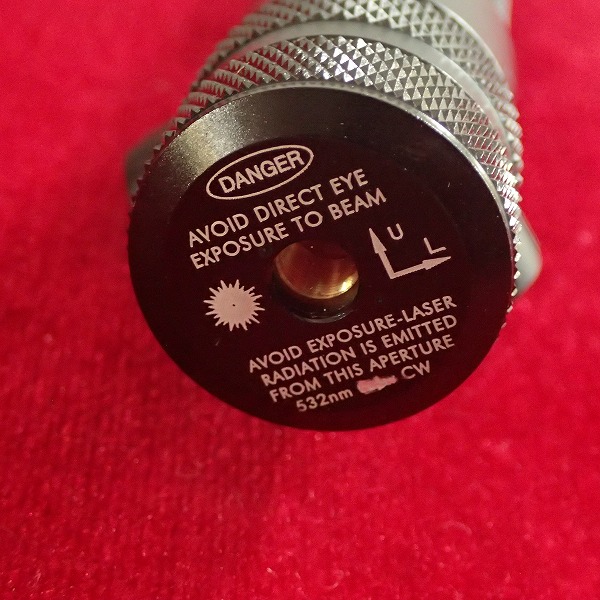 DANGER
AVOID DIRECT EYE
EXPOSURE TO BEAM
U
L
AVOID EXPOSURE-LASER
RADIATION IS EMITTED
FROM THIS APERTURE
532nm CW